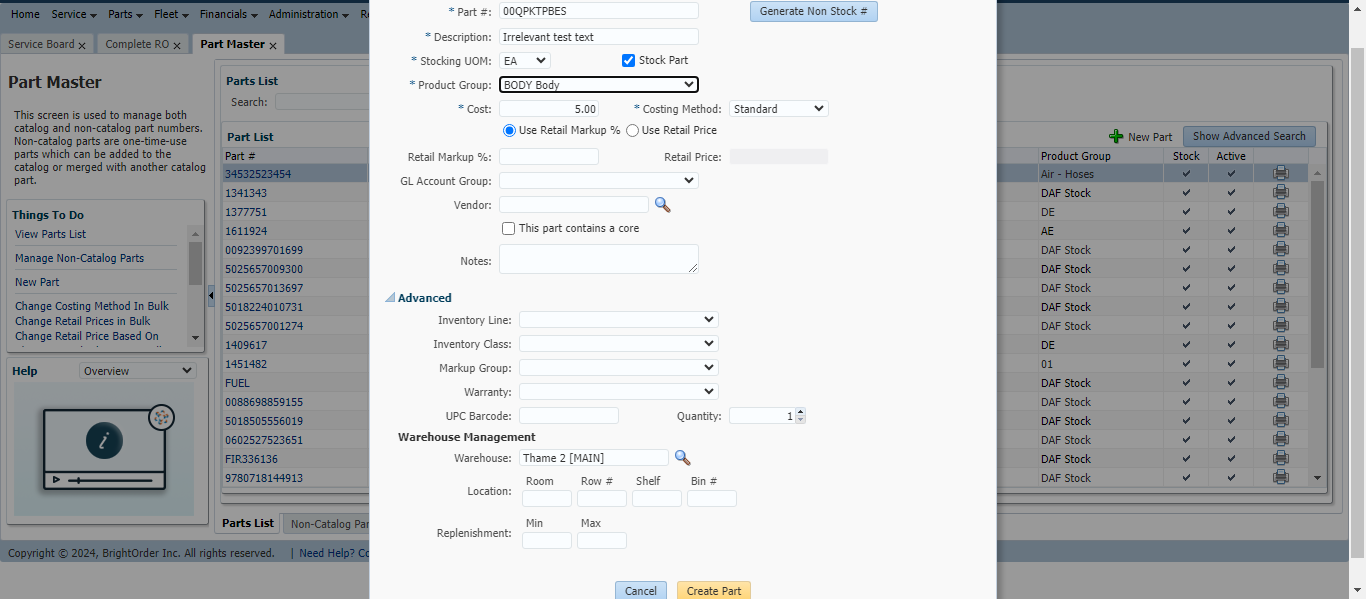 Home Service Parts Fleet Financials Administration
Service Board Complete RO Part Master
Part Master
This screen is used to manage both
catalog and non-catalog part numbers.
Non-catalog parts are one-time-use
parts which can be added to the
catalog or merged with another catalog
part.
Things To Do
View Parts List
Manage Non-Catalog Parts
New Part
Change Costing Method In Bulk
Change Retail Prices in Bulk
Change Retail Price Based On
Help Overview
Parts List
Search:
Part List
Part #
34532523454
1341343
1377751
1611924
0092399701699
5025657009300
5025657013697
5018224010731
5025657001274
1409617
1451482
FUEL
0088698859155
5018505556019
0602527523651
FIR336136
9780718144913
Parts List Non-Catalog Par
* Part #: 00QPKTPBES Generate Non Stock #
* Description: Irrelevant test text
* Stocking UOM: EA Stock Part
* Product Group: BODY Body
* Cost: 5.00 * Costing Method: Standard
Use Retail Markup % Use Retail Price
Retail Markup %: Retail Price:
GL Account Group:
Vendor:
This part contains a core
Notes:
Advanced
Inventory Line:
Inventory Class:
Markup Group:
Warranty:
UPC Barcode: Quantity: 1
Warehouse Management
Warehouse: Thame 2 [MAIN]
Room Row # Shelf Bin #
Location:
Min Max
Replenishment:
Cancel Create Part
New Part Show Advanced Search
Product Group Stock Active
Air - Hoses
DAF Stock
DE
AE
DAF Stock
DAF Stock
DAF Stock
DAF Stock
DAF Stock
DE
01
DAF Stock
DAF Stock
DAF Stock
DAF Stock
DAF Stock
DAF Stock
Copyright © 2024, BrightOrder Inc. All rights reserved. | Need Help? Co